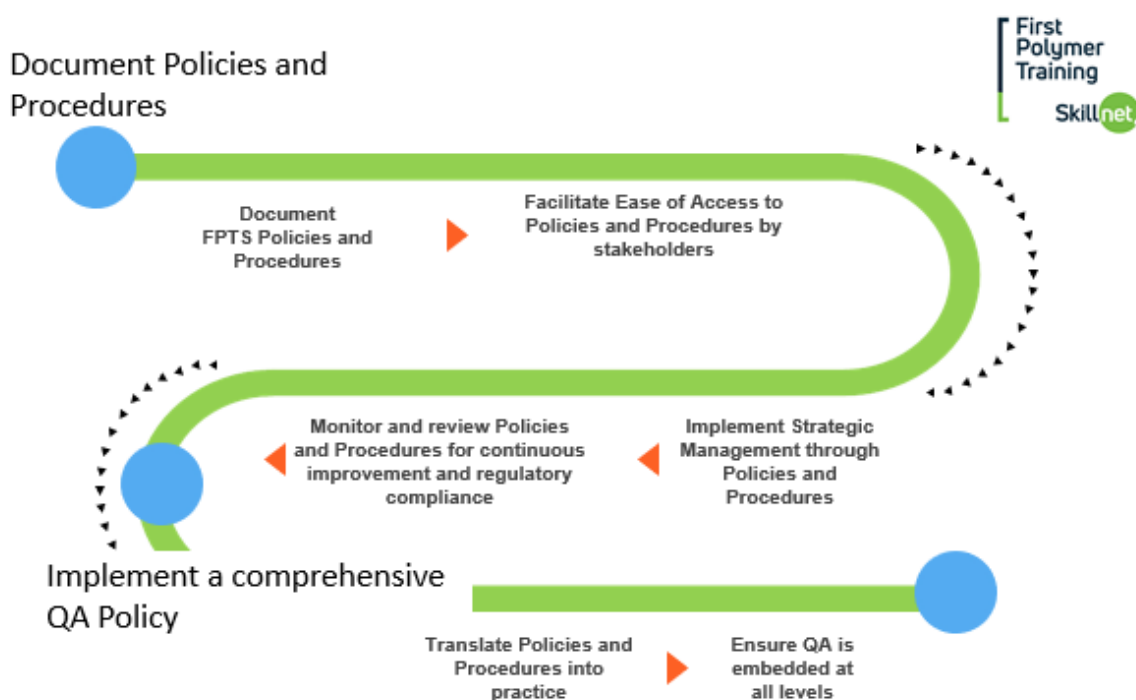 First
Polymer
Training
Skillnet
Document Policies and
Procedures
Document
FPTS Policies and
Procedures
Facilitate Ease of Access to
Policies and Procedures by
stakeholders
Implement Strategic
Management through
Policies and
Procedures
Monitor and review Policies
and Procedures for continuous
improvement and regulatory
compliance
Implement a comprehensive
QA Policy
Translate Policies and
Procedures into
practice
Ensure QA is
embedded at
all levels